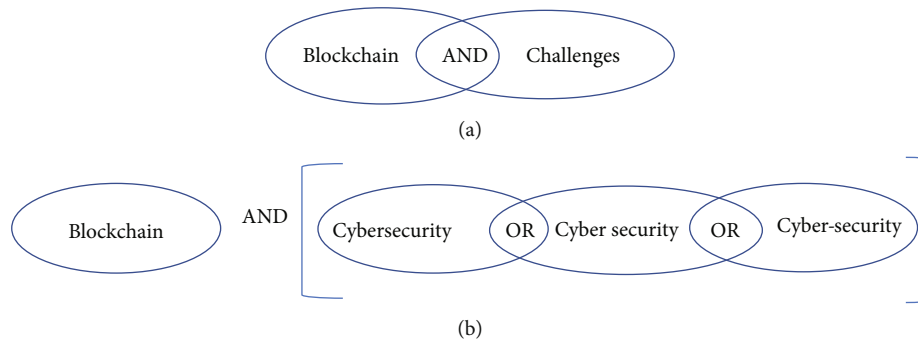 Blockchain AND Challenges
(a)
Blockchain AND Cybersecurity OR Cyber security OR Cyber-security
(b)